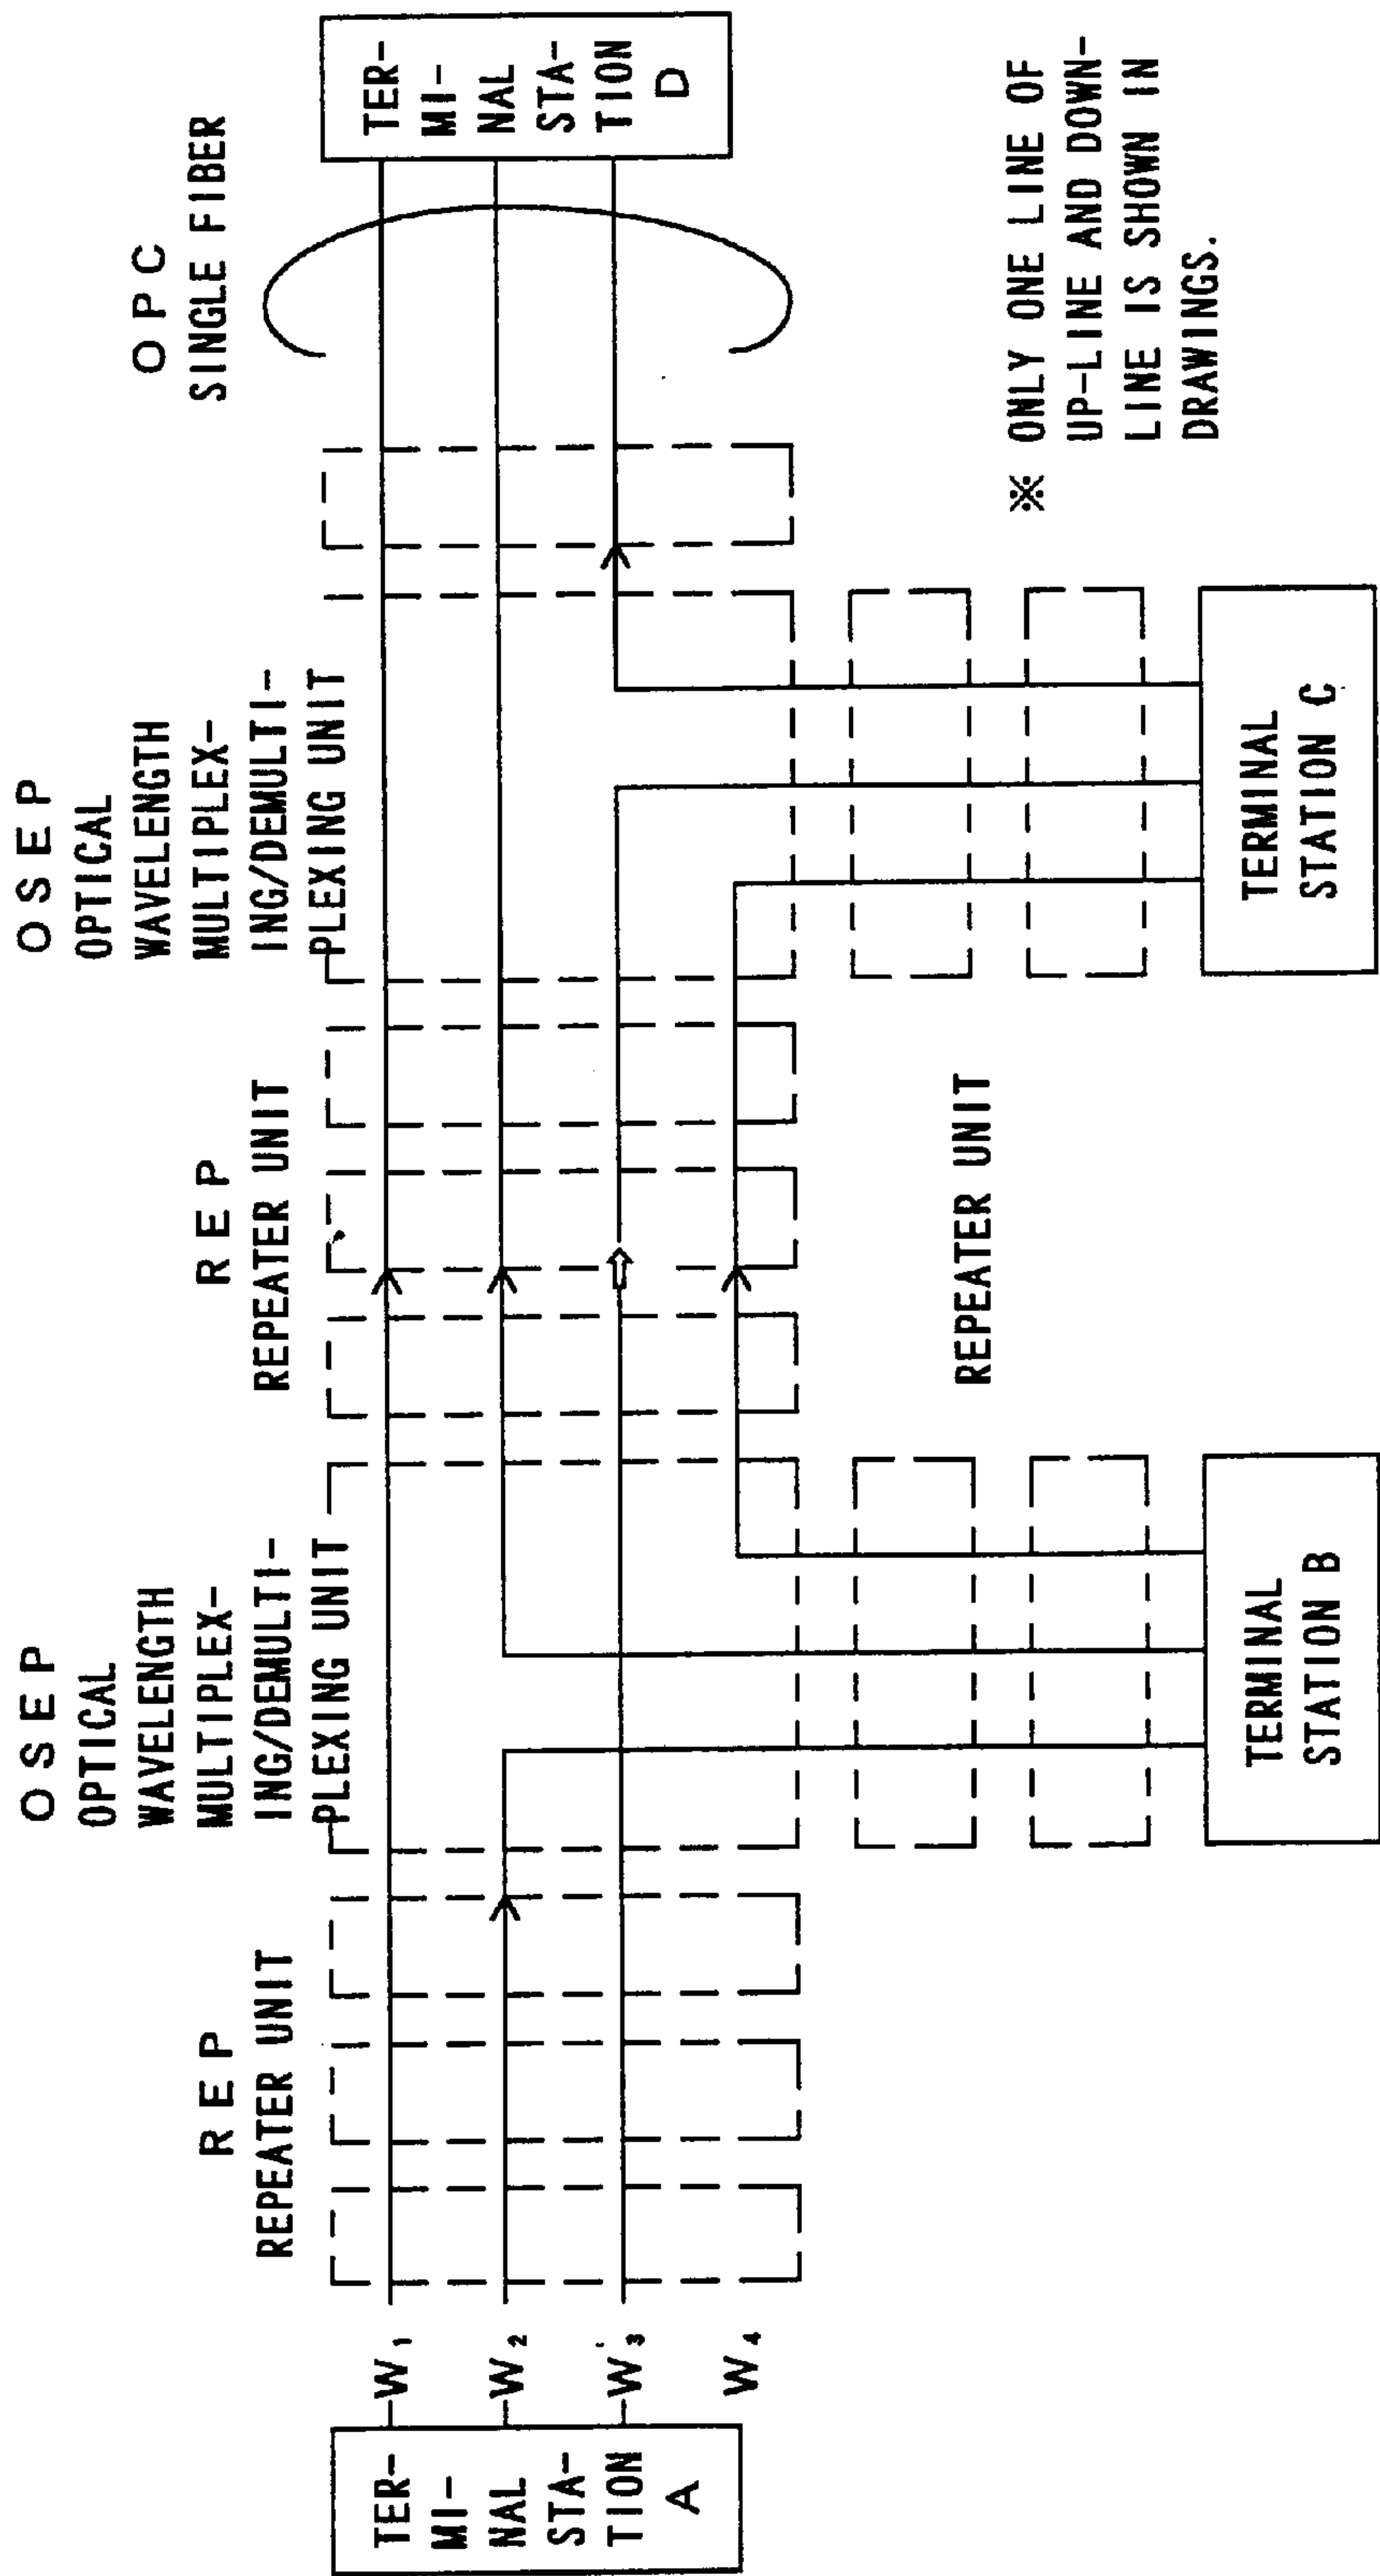 OSEP
OPTICAL
WAVELENGTH
MULTIPLEX-
ING/DEMULTI-
PLEXING UNIT
OSEP
OPTICAL
WAVELENGTH
MULTIPLEX-
ING/DEMULTI-
PLEXING UNIT
REP
REPEATER UNIT
REP
REPEATER UNIT
OPC
SINGLE FIBER
TER-
MI-
NAL
STA-
TION
A
W1
W2
W3
W4
TER-
MI-
NAL
STA-
TION
D
REPEATER UNIT
TERMINAL
STATION B
TERMINAL
STATION C
※ ONLY ONE LINE OF
UP-LINE AND DOWN-
LINE IS SHOWN IN
DRAWINGS.